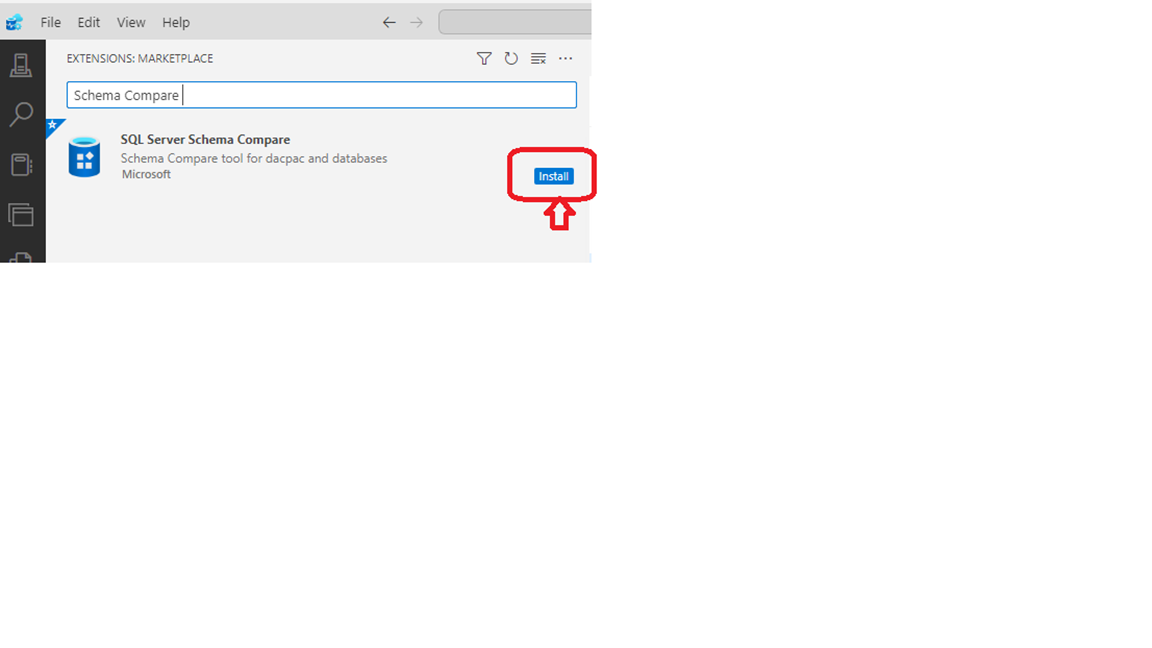 File Edit View Help
EXTENSIONS: MARKETPLACE
Schema Compare
SQL Server Schema Compare
Schema Compare tool for dacpac and databases
Microsoft
Install